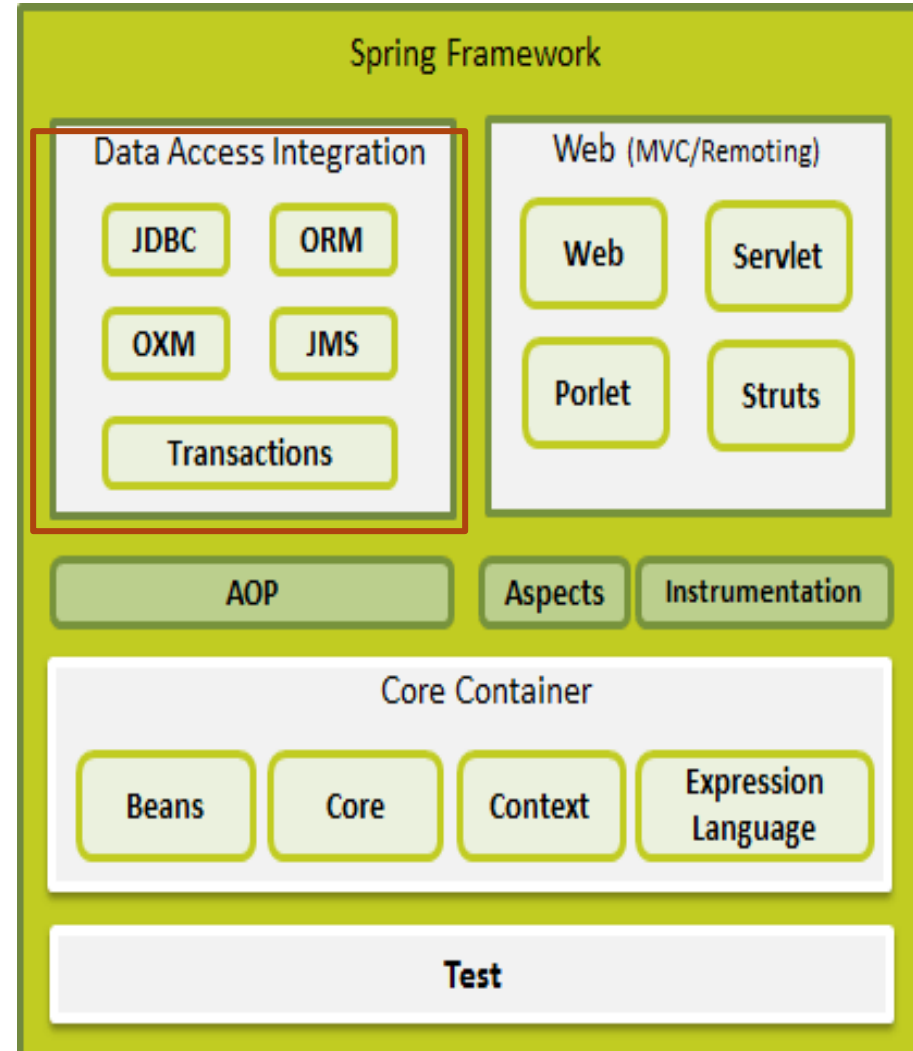 Spring Framework
Data Access Integration
JDBC
ORM
OXM
JMS
Transactions
Web (MVC/Remoting)
Web
Servlet
Porlet
Struts
AOP
Aspects
Instrumentation
Core Container
Beans
Core
Context
Expression
Language
Test